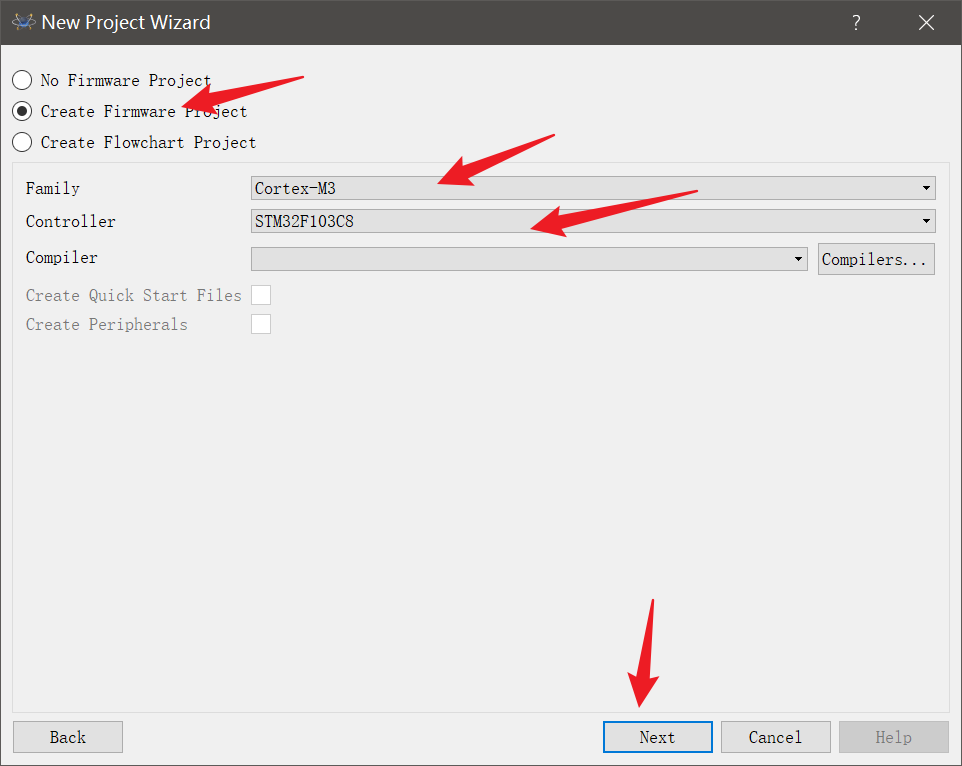 New Project Wizard ?
No Firmware Project
Create Firmware Project
Create Flowchart Project
Family Cortex-M3
Controller STM32F103C8
Compiler Compilers...
Create Quick Start Files
Create Peripherals
Back Next Cancel Help